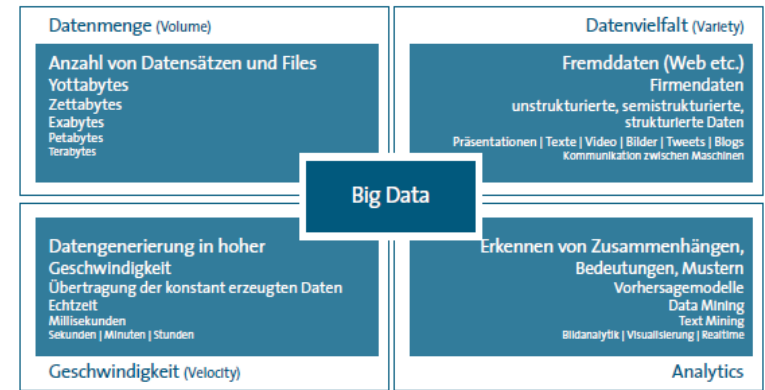 Datenmenge (Volume)
Anzahl von Datensätzen und Files
Yottabytes
Zettabytes
Exabytes
Petabytes
Terabytes
Datenvielfalt (Variety)
Fremddaten (Web etc.)
Firmendaten
unstrukturierte, semistrukturierte,
strukturierte Daten
Präsentationen | Texte | Video | Bilder | Tweets | Blogs
Kommunikation zwischen Maschinen
Big Data
Datengenerierung in hoher
Geschwindigkeit
Übertragung der konstant erzeugten Daten
Echtzeit
Millisekunden
Sekunden | Minuten | Stunden
Geschwindigkeit (Velocity)
Erkennen von Zusammenhängen,
Bedeutungen, Mustern
Vorhersagemodelle
Data Mining
Text Mining
Bildanalytik | Visualisierung | Realtime
Analytics